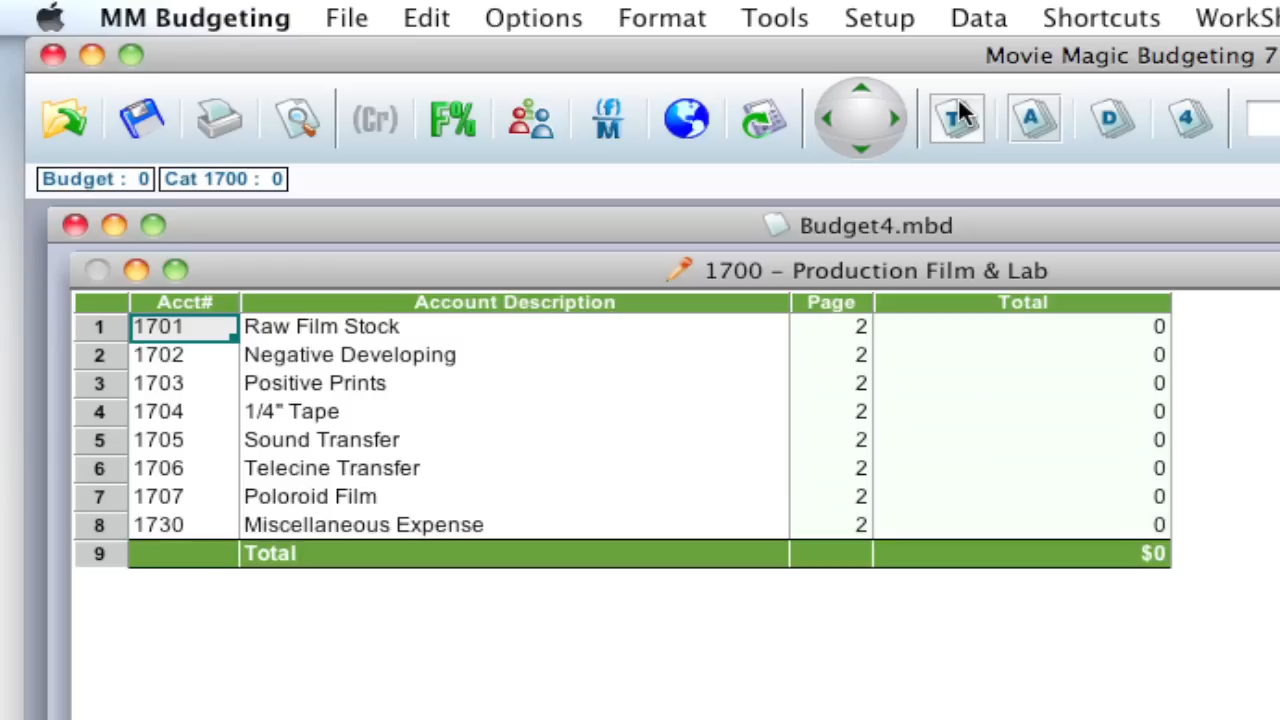 MM Budgeting File Edit Options Format Tools Setup Data Shortcuts
Movie Magic Budgeting 7
(Cr) F% (f) M T A D 4
Budget : 0 Cat 1700 : 0
Budget4.mbd
1700 – Production Film & Lab
Acct# Account Description Page Total
1 1701 Raw Film Stock 2 0
2 1702 Negative Developing 2 0
3 1703 Positive Prints 2 0
4 1704 1/4" Tape 2 0
5 1705 Sound Transfer 2 0
6 1706 Telecine Transfer 2 0
7 1707 Poloroid Film 2 0
8 1730 Miscellaneous Expense 2 0
9 Total $0